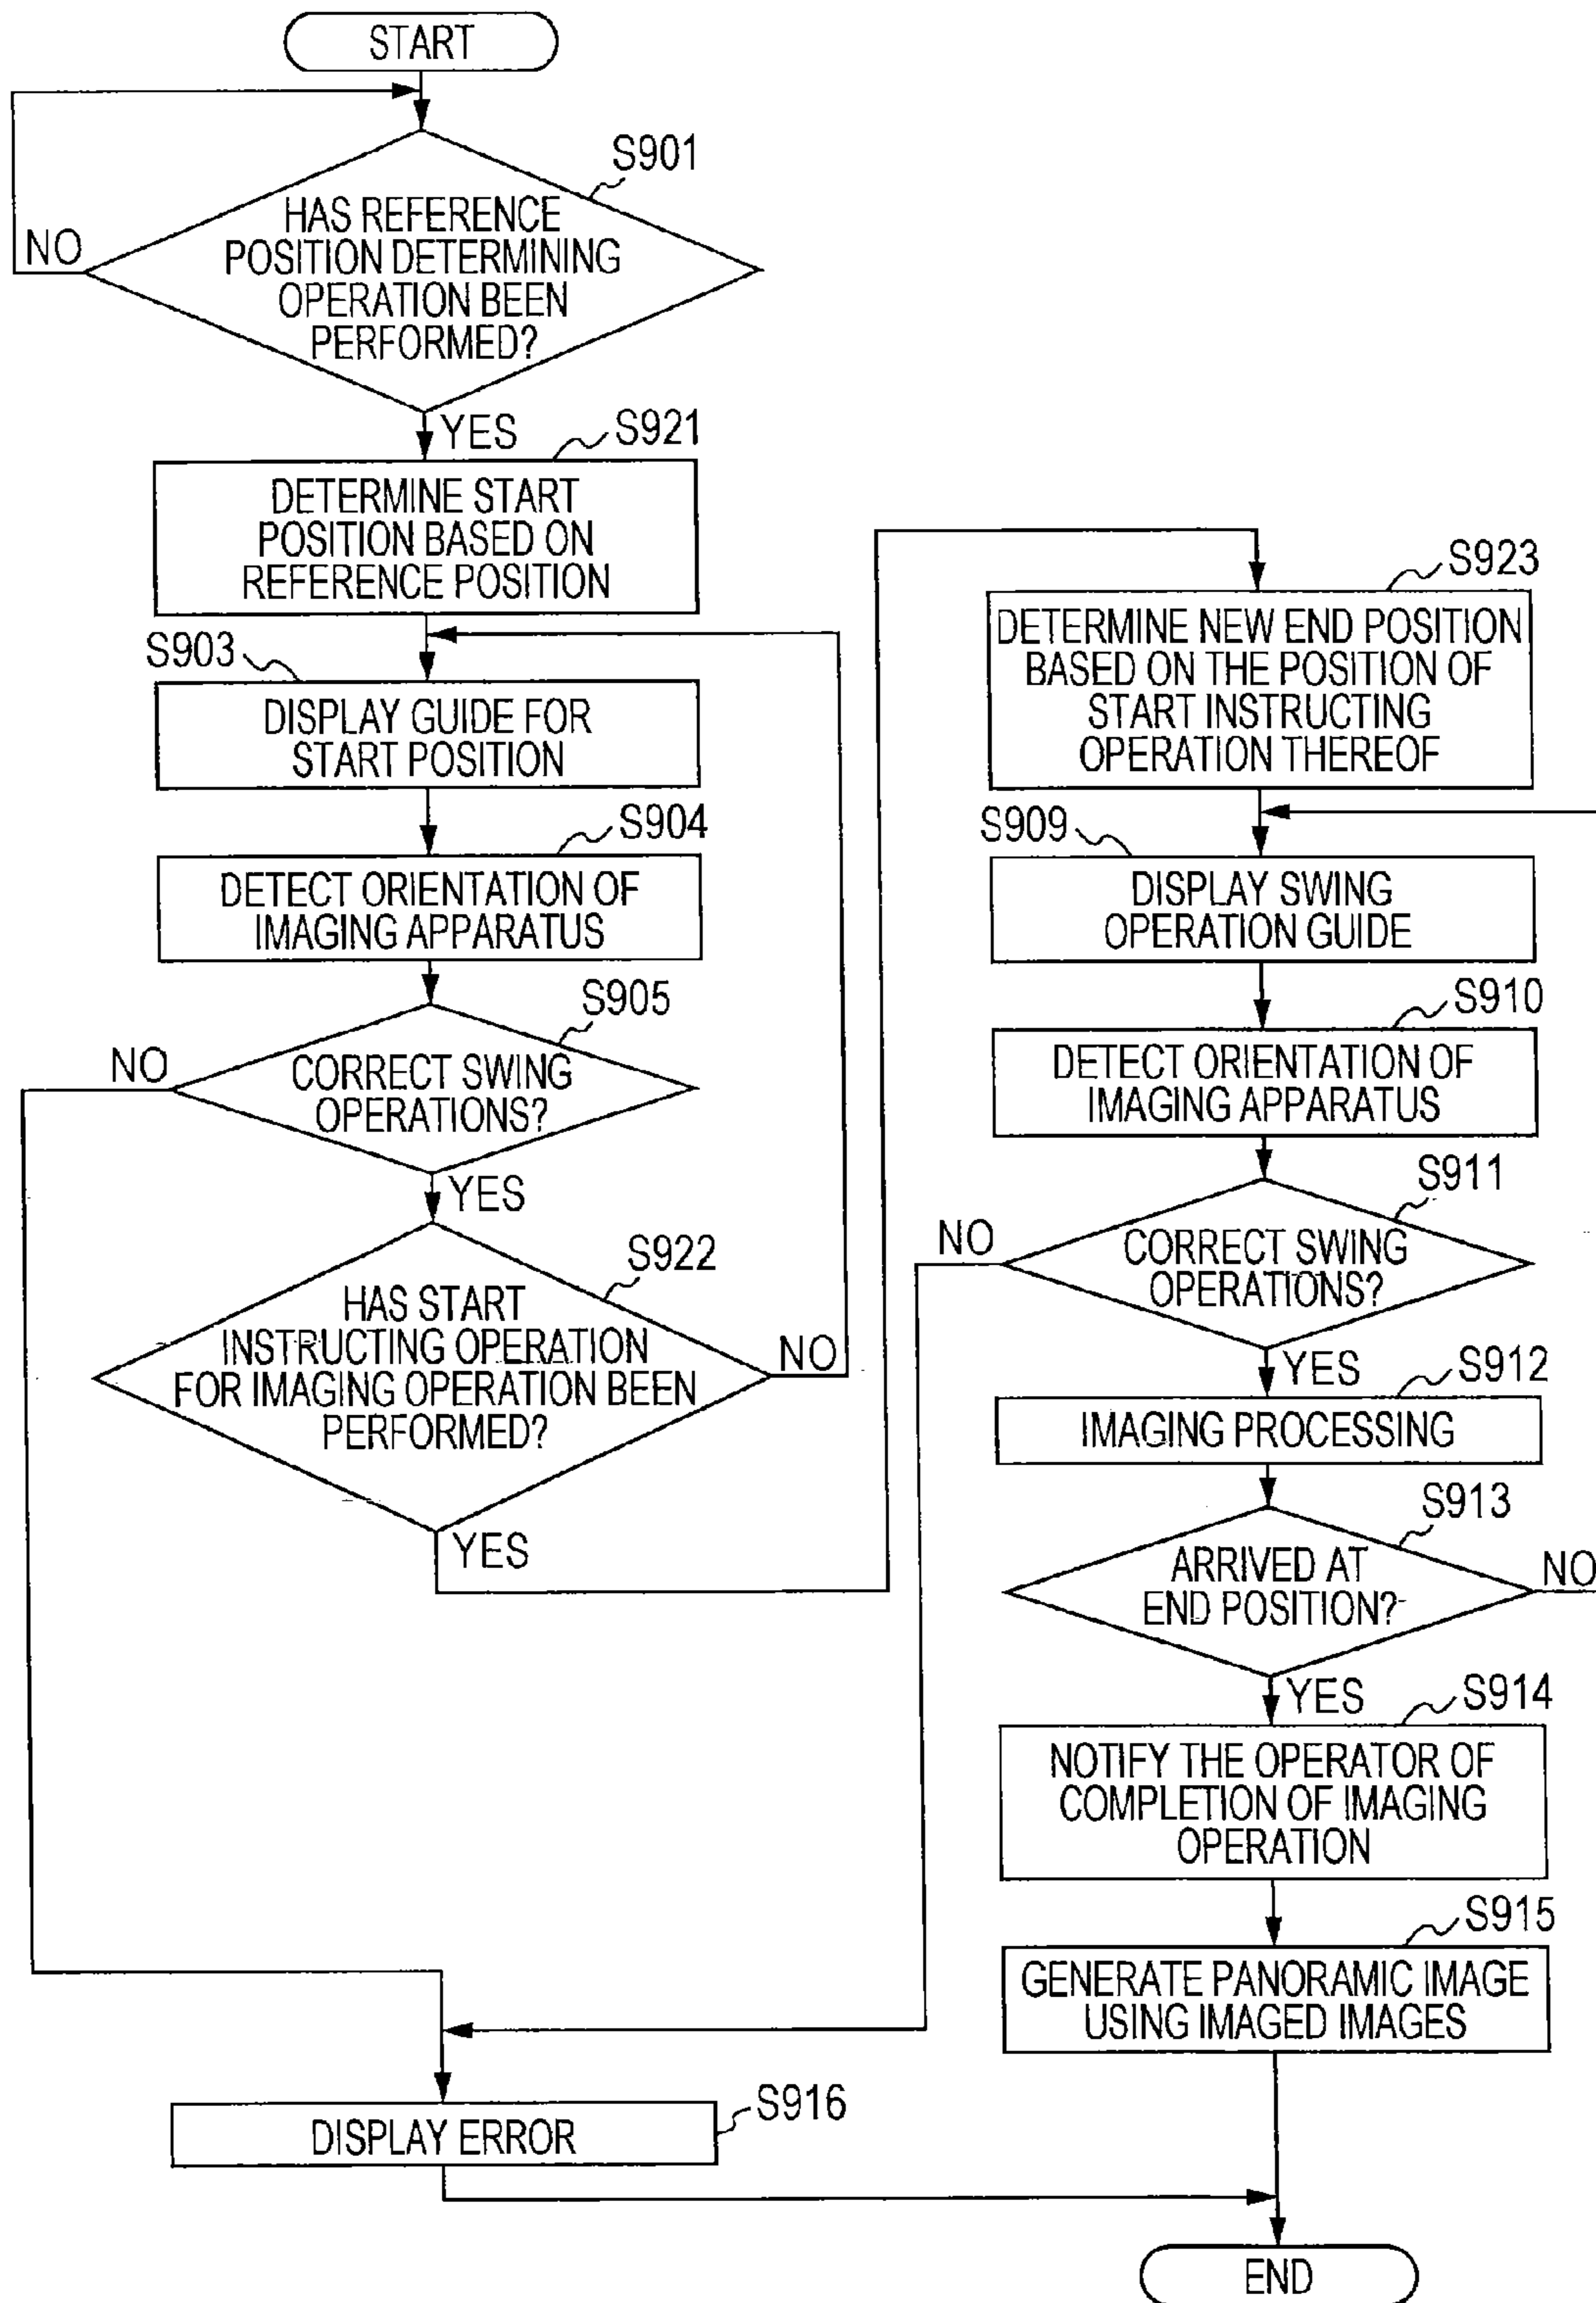 START
S901
HAS REFERENCE
POSITION DETERMINING
OPERATION BEEN
PERFORMED?
NO
YES
S921
DETERMINE START
POSITION BASED ON
REFERENCE POSITION
S903
DISPLAY GUIDE FOR
START POSITION
S904
DETECT ORIENTATION OF
IMAGING APPARATUS
S905
NO
CORRECT SWING
OPERATIONS?
YES
S922
HAS START
INSTRUCTING OPERATION
FOR IMAGING OPERATION BEEN
PERFORMED?
NO
YES
S923
DETERMINE NEW END POSITION
BASED ON THE POSITION OF
START INSTRUCTING
OPERATION THEREOF
S909
DISPLAY SWING
OPERATION GUIDE
S910
DETECT ORIENTATION OF
IMAGING APPARATUS
S911
NO
CORRECT SWING
OPERATIONS?
YES
S912
IMAGING PROCESSING
S913
ARRIVED AT
END POSITION?
NO
YES
S914
NOTIFY THE OPERATOR OF
COMPLETION OF IMAGING
OPERATION
S915
GENERATE PANORAMIC IMAGE
USING IMAGED IMAGES
S916
DISPLAY ERROR
END